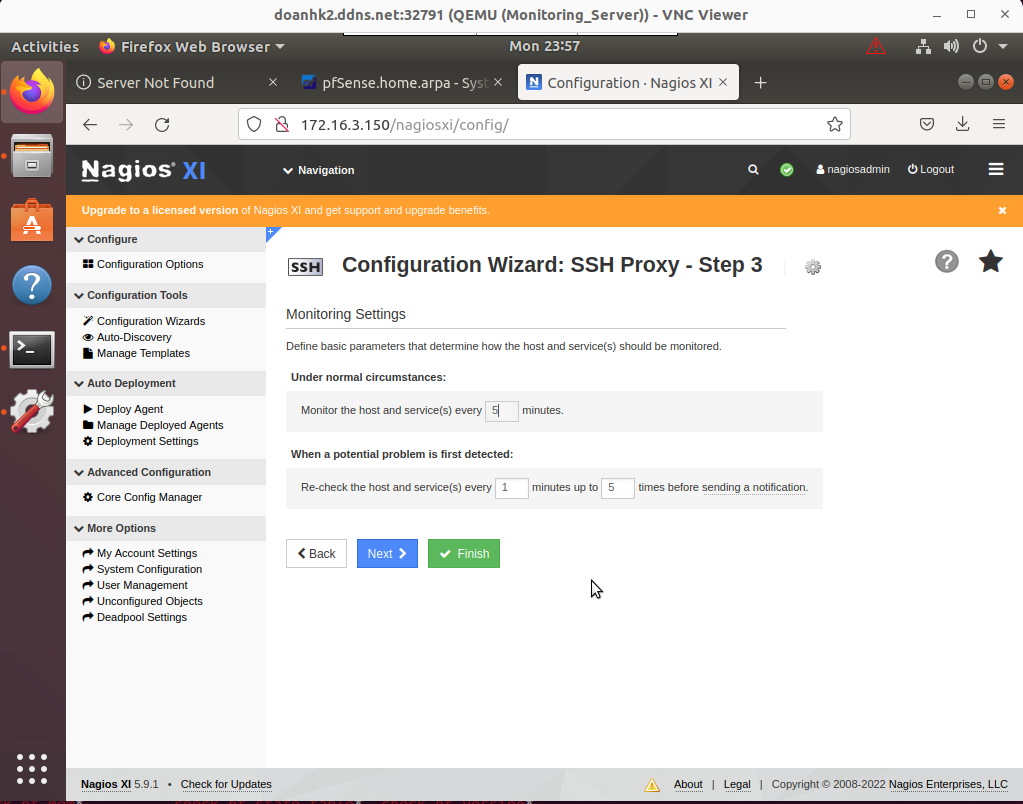 doanhk2.ddns.net:32791 (QEMU (Monitoring_Server)) - VNC Viewer
Activities Firefox Web Browser Mon 23:57
Server Not Found pfSense.home.arpa - Syst Configuration · Nagios XI
172.16.3.150/nagiosxi/config/
Nagios® XI Navigation nagiosadmin Logout
Upgrade to a licensed version of Nagios XI and get support and upgrade benefits.
Configure
Configuration Options
Configuration Tools
Configuration Wizards
Auto-Discovery
Manage Templates
Auto Deployment
Deploy Agent
Manage Deployed Agents
Deployment Settings
Advanced Configuration
Core Config Manager
More Options
My Account Settings
System Configuration
User Management
Unconfigured Objects
Deadpool Settings
SSH Configuration Wizard: SSH Proxy - Step 3
Monitoring Settings
Define basic parameters that determine how the host and service(s) should be monitored.
Under normal circumstances:
Monitor the host and service(s) every 5 minutes.
When a potential problem is first detected:
Re-check the host and service(s) every 1 minutes up to 5 times before sending a notification.
Back Next Finish
Nagios XI 5.9.1 • Check for Updates About | Legal | Copyright © 2008-2022 Nagios Enterprises, LLC